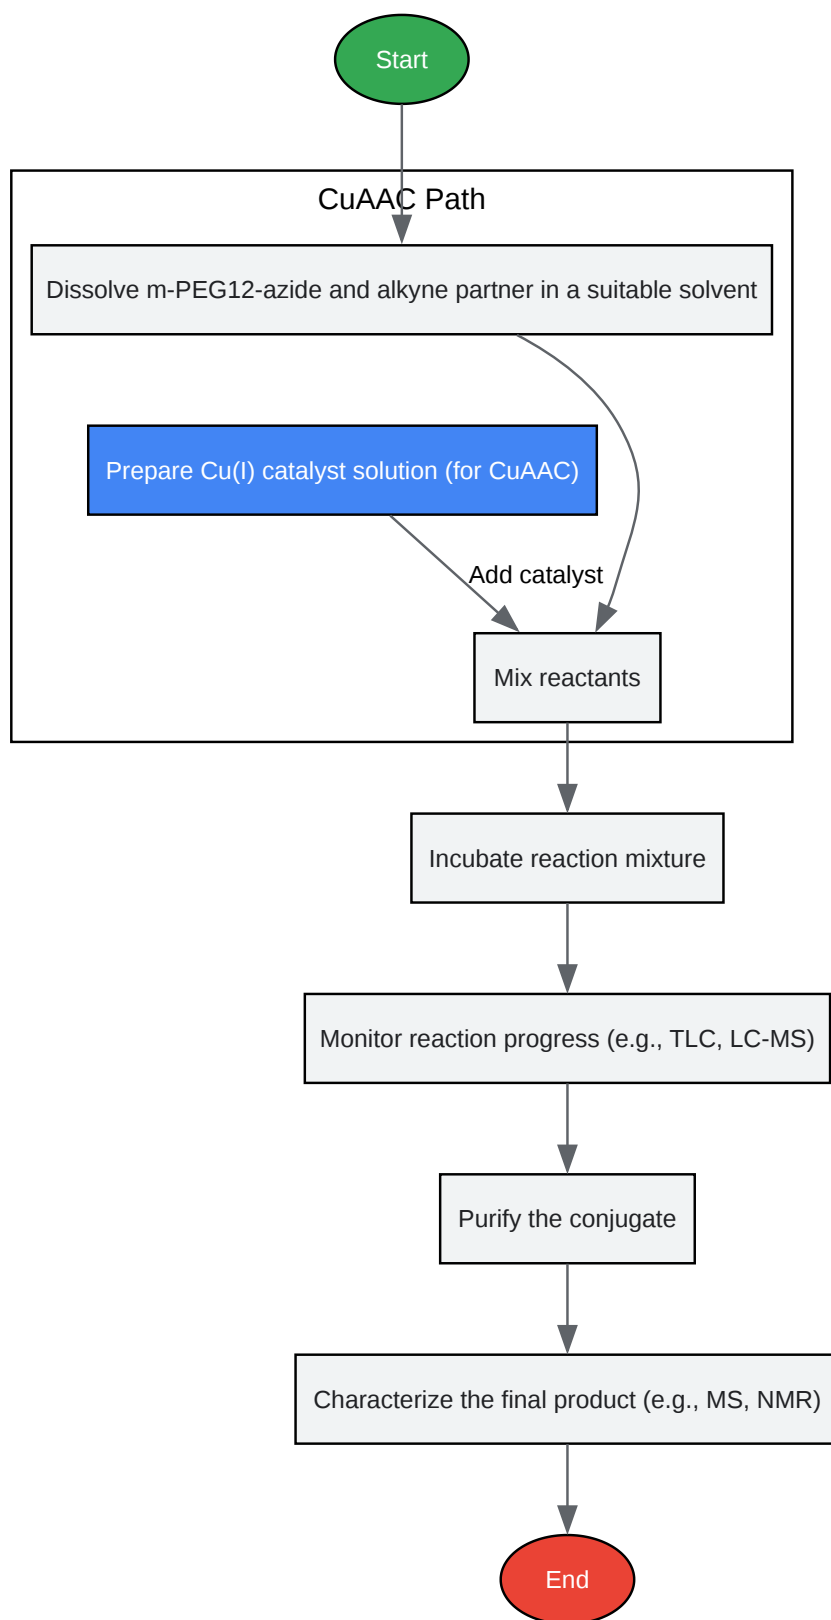 Start
CuAAC Path
Dissolve m-PEG12-azide and alkyne partner in a suitable solvent
Prepare Cu(I) catalyst solution (for CuAAC)
Add catalyst
Mix reactants
Incubate reaction mixture
Monitor reaction progress (e.g., TLC, LC-MS)
Purify the conjugate
Characterize the final product (e.g., MS, NMR)
End